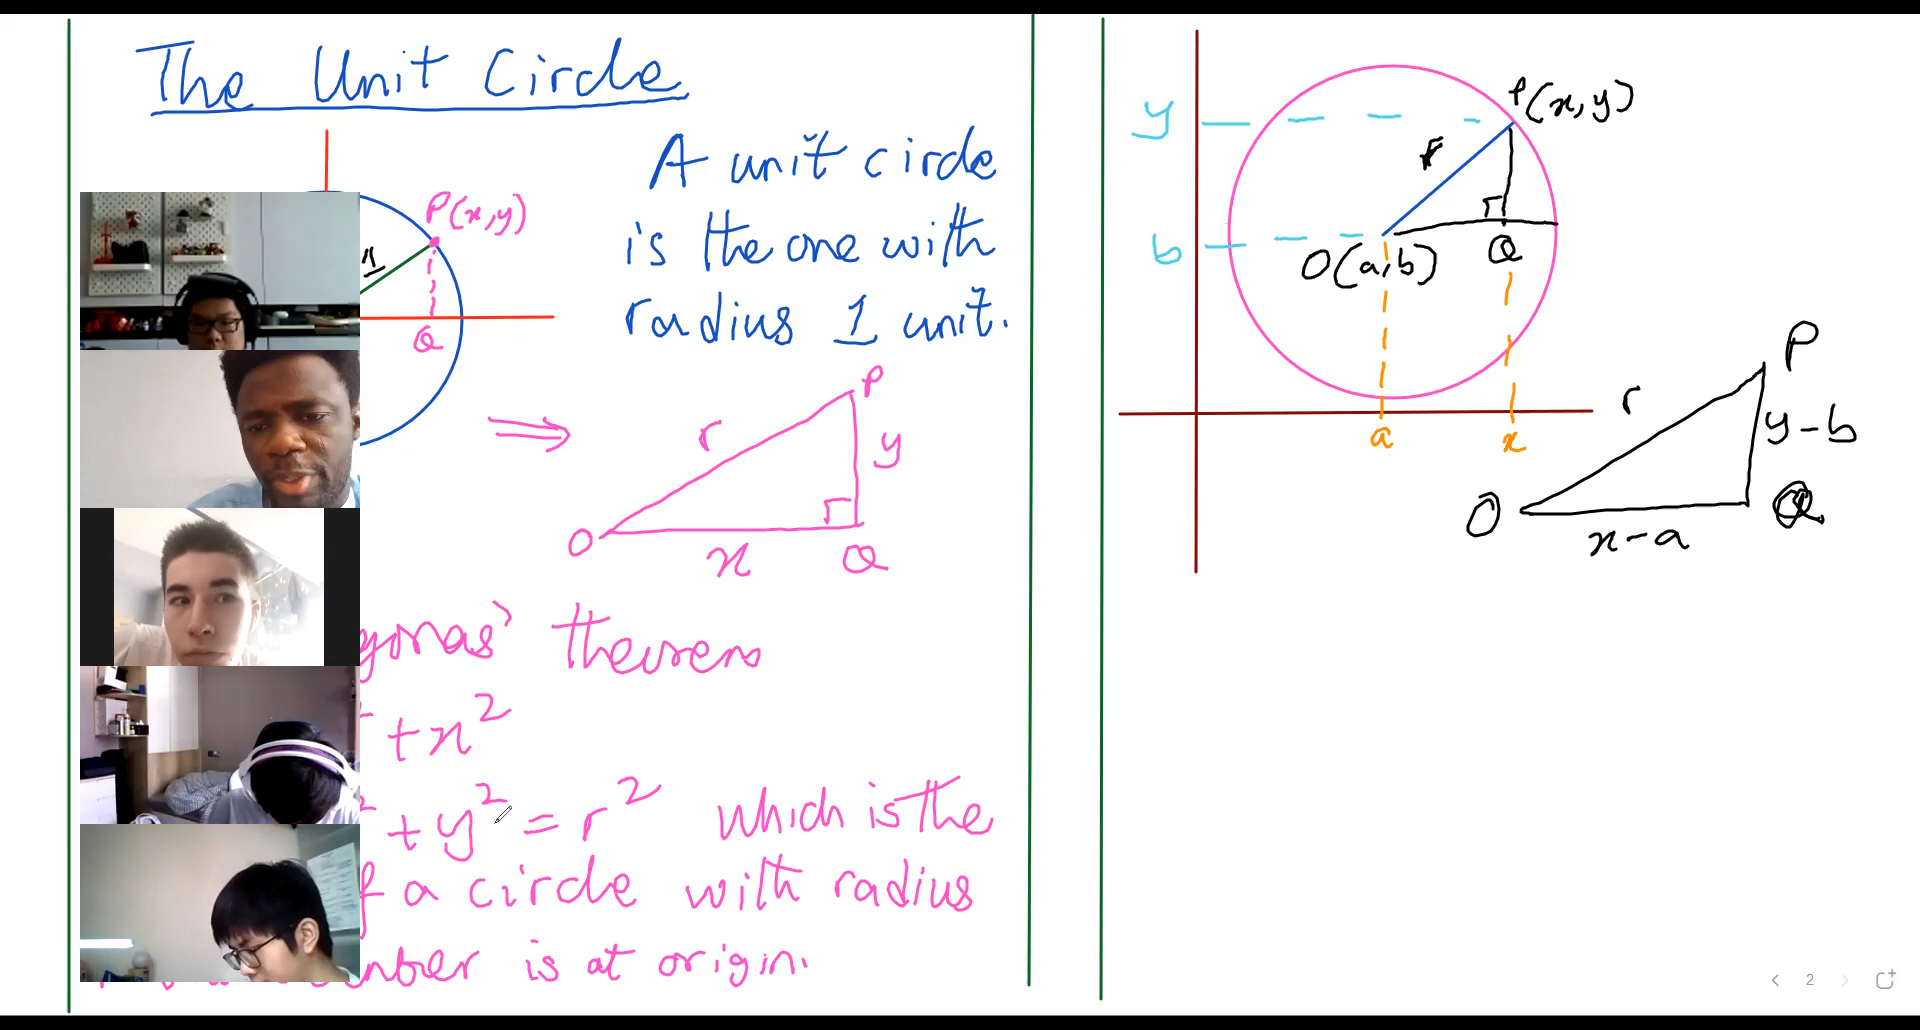 The Unit Circle
P(x,y)
1
Q
A unit circle
is the one with
radius 1 unit.
P
r
y
O
x
Q
theorem
+x²
+y² = r² which is the
a circle with radius
is at origin.
y
P(x,y)
r
b
O(a,b)
Q
a
x
P
r
y-b
O
Q
x-a
2